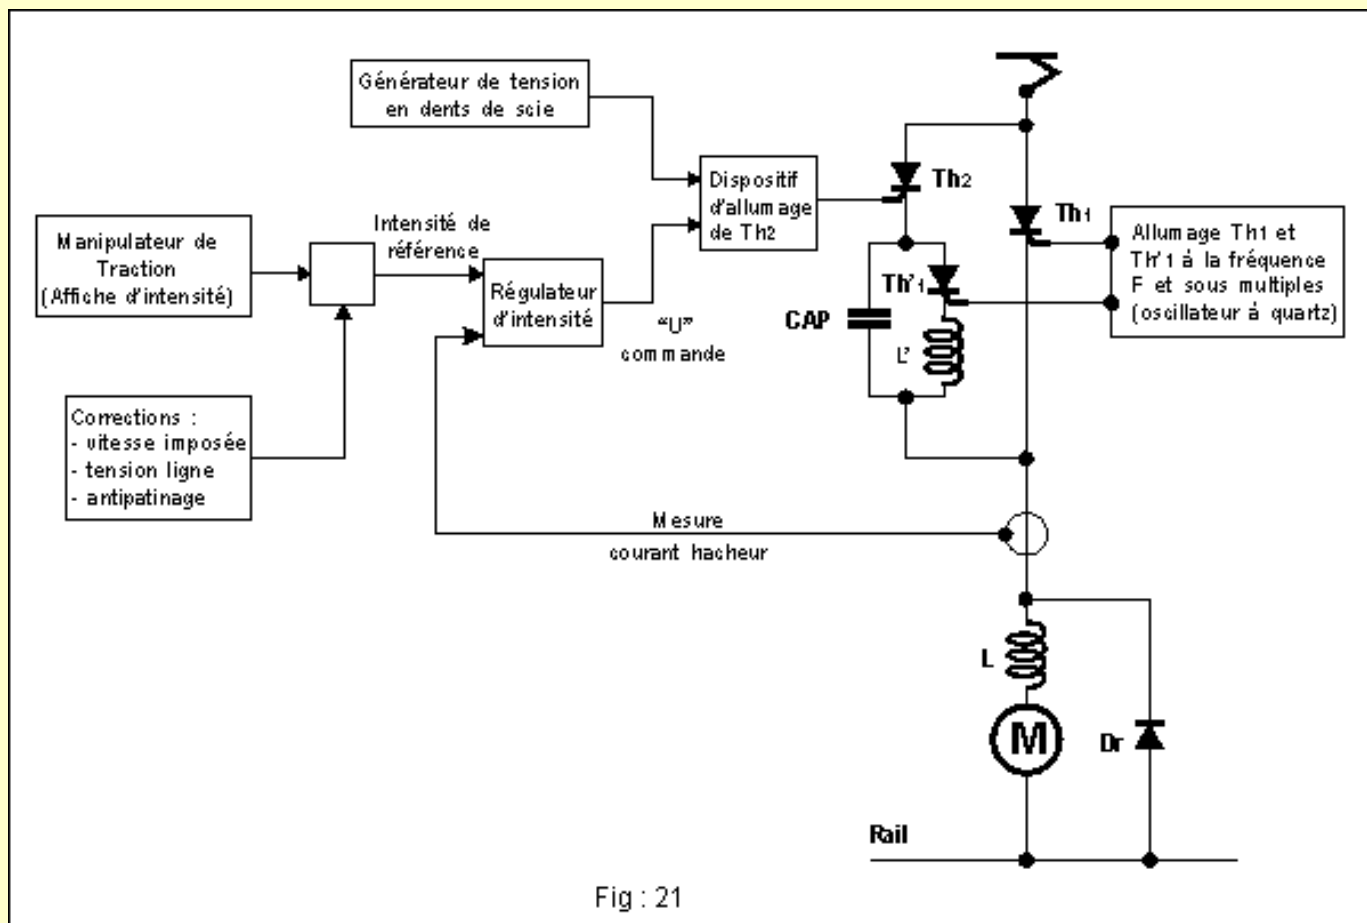 Générateur de tension
en dents de scie
Dispositif
d'allumage
de Th2
Th2
Th1
Allumage Th1 et
Th'1 à la fréquence
F et sous multiples
(oscillateur à quartz)
Manipulateur de
Traction
(Affiche d'intensité)
Intensité de
référence
Régulateur
d'intensité
"U"
commande
Th'1
CAP
L'
Corrections :
- vitesse imposée
- tension ligne
- antipatinage
Mesure
courant hacheur
L
M
Dr
Rail
Fig : 21